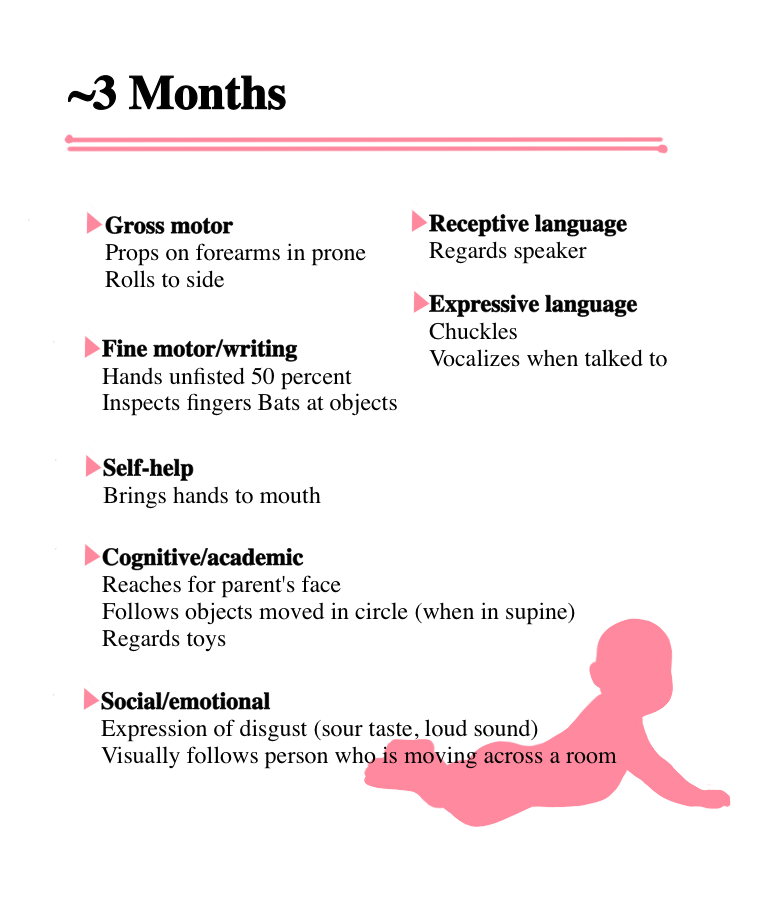 ~3 Months
Gross motor
Props on forearms in prone
Rolls to side
Fine motor/writing
Hands unfisted 50 percent
Inspects fingers Bats at objects
Self-help
Brings hands to mouth
Cognitive/academic
Reaches for parent's face
Follows objects moved in circle (when in supine)
Regards toys
Social/emotional
Expression of disgust (sour taste, loud sound)
Visually follows person who is moving across a room
Receptive language
Regards speaker
Expressive language
Chuckles
Vocalizes when talked to